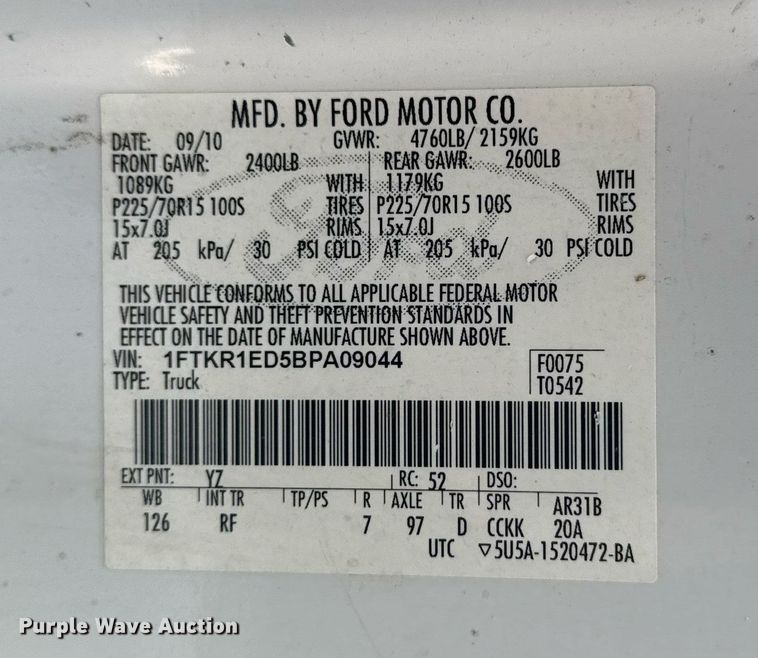 MFD. BY FORD MOTOR CO.
DATE: 09/10 GVWR: 4760LB/ 2159KG
FRONT GAWR: 2400LB REAR GAWR: 2600LB
1089KG WITH 1179KG WITH
P225/70R15 100S TIRES P225/70R15 100S TIRES
15x7.0J RIMS 15x7.0J RIMS
AT 205 kPa/ 30 PSI COLD AT 205 kPa/ 30 PSI COLD
Ford
THIS VEHICLE CONFORMS TO ALL APPLICABLE FEDERAL MOTOR
VEHICLE SAFETY AND THEFT PREVENTION STANDARDS IN
EFFECT ON THE DATE OF MANUFACTURE SHOWN ABOVE.
VIN: 1FTKR1ED5BPA09044 F0075
TYPE: Truck T0542
EXT PNT: YZ RC: 52 DSO:
WB INT TR TP/PS R AXLE TR SPR AR31B
126 RF 7 97 D CCKK 20A
UTC ▽5U5A-1520472-BA
Purple Wave Auction